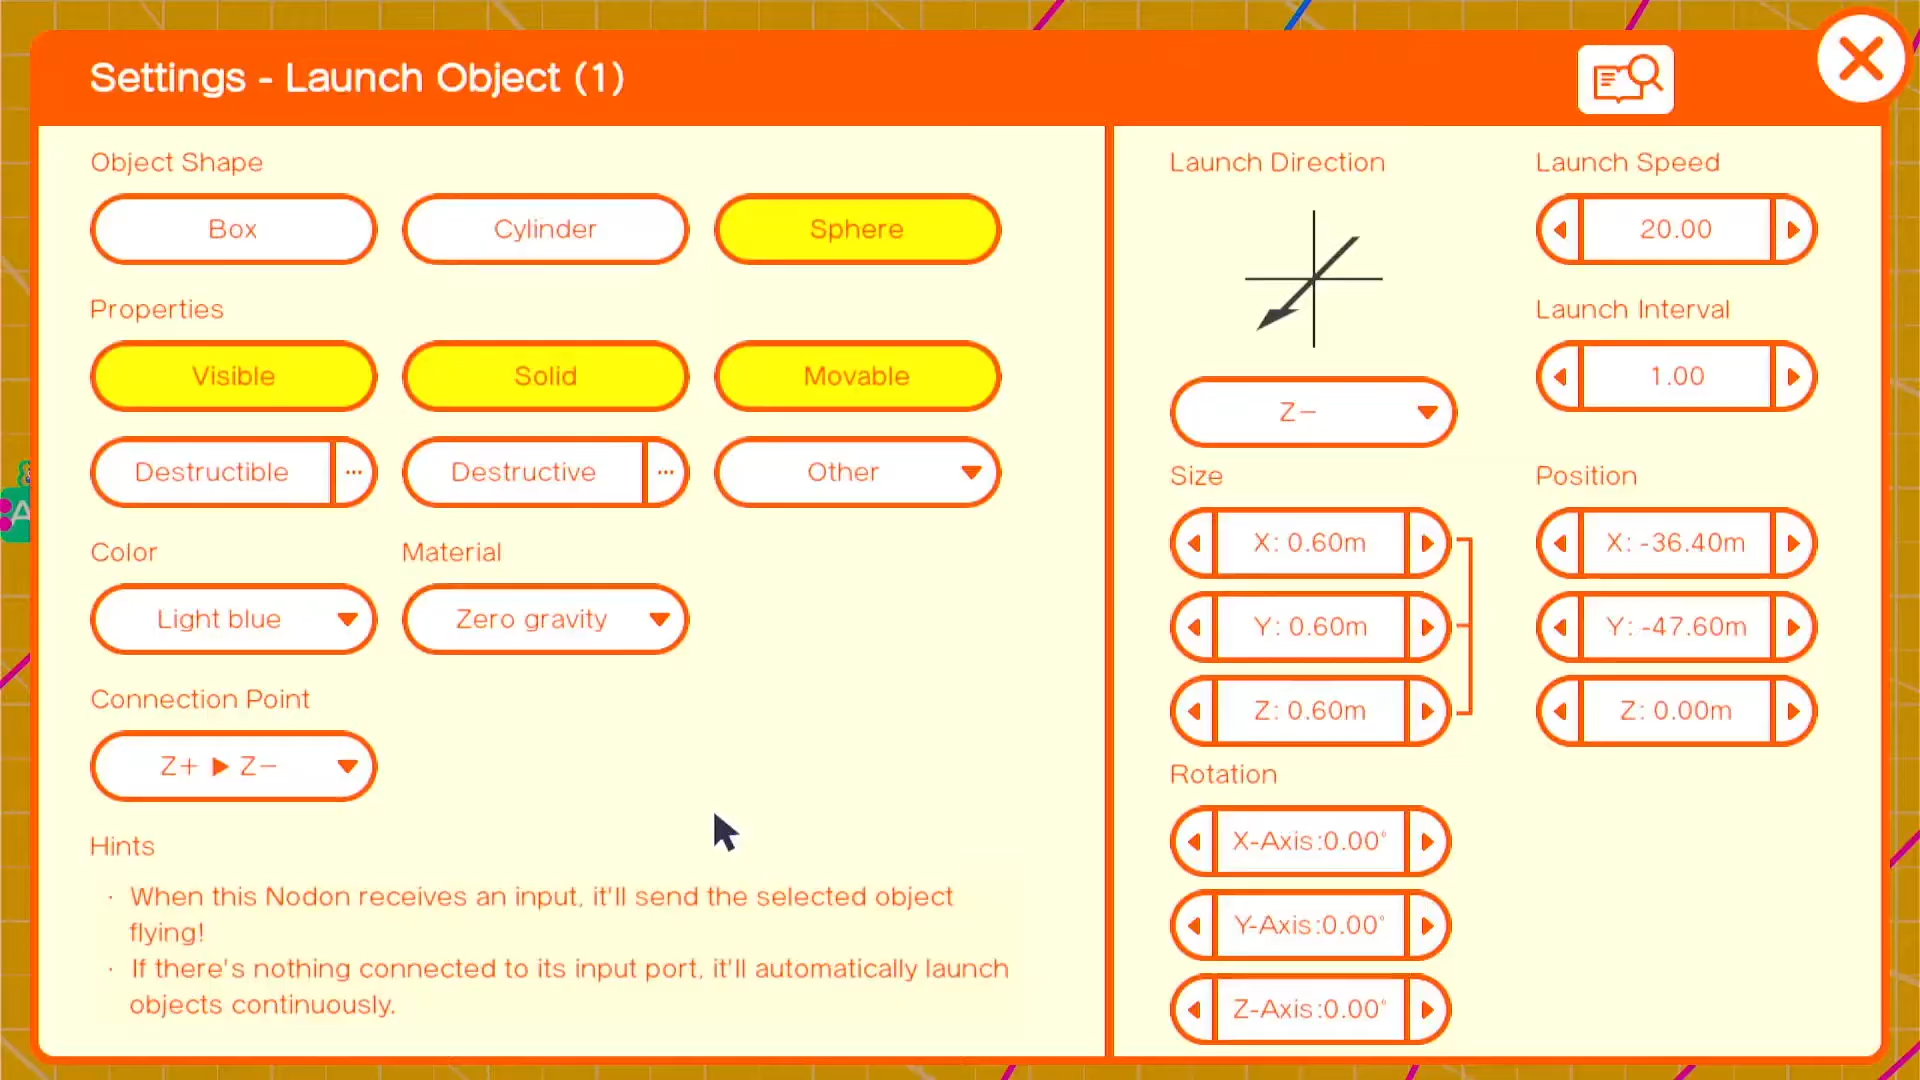 Settings - Launch Object (1)
Object Shape
Box
Cylinder
Sphere
Properties
Visible
Solid
Movable
Destructible
...
Destructive
...
Other
Color
Material
Light blue
Zero gravity
Connection Point
Z+ ▶ Z−
Hints
· When this Nodon receives an input, it'll send the selected object
flying!
· If there's nothing connected to its input port, it'll automatically launch
objects continuously.
Launch Direction
Z−
Launch Speed
20.00
Launch Interval
1.00
Size
X: 0.60m
Y: 0.60m
Z: 0.60m
Position
X: -36.40m
Y: -47.60m
Z: 0.00m
Rotation
X-Axis:0.00°
Y-Axis:0.00°
Z-Axis:0.00°